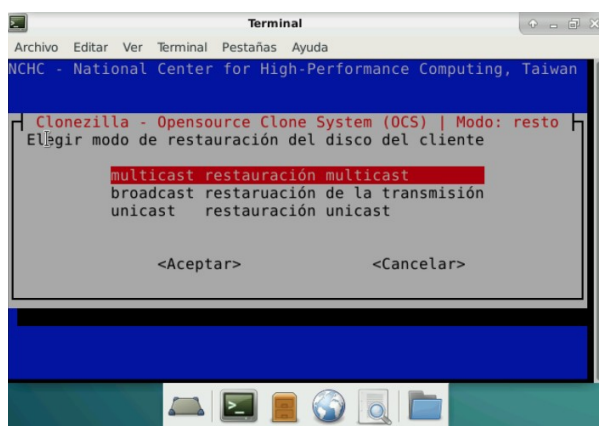 Terminal
Archivo Editar Ver Terminal Pestañas Ayuda
NCHC - National Center for High-Performance Computing, Taiwan
Clonezilla - Opensource Clone System (OCS) | Modo: resto
Elegir modo de restauración del disco del cliente
multicast restauración multicast
broadcast restaruación de la transmisión
unicast restauración unicast
<Aceptar> <Cancelar>